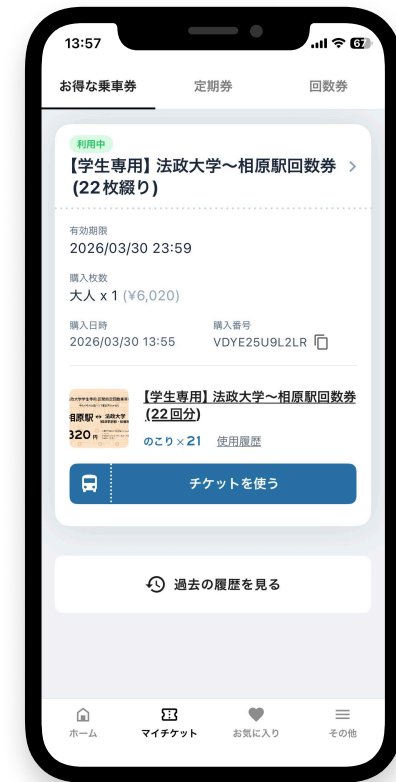 13:57
67
お得な乗車券
定期券
回数券
利用中
【学生専用】法政大学〜相原駅回数券
(22枚綴り)
有効期限
2026/03/30 23:59
購入枚数
大人 x 1 (¥6,020)
購入日時
購入番号
2026/03/30 13:55
VDYE25U9L2LR
相原駅 ↔ 法政大学
320 円
【学生専用】法政大学〜相原駅回数券
(22回分)
のこり×21
使用履歴
チケットを使う
過去の履歴を見る
ホーム
マイチケット
お気に入り
その他